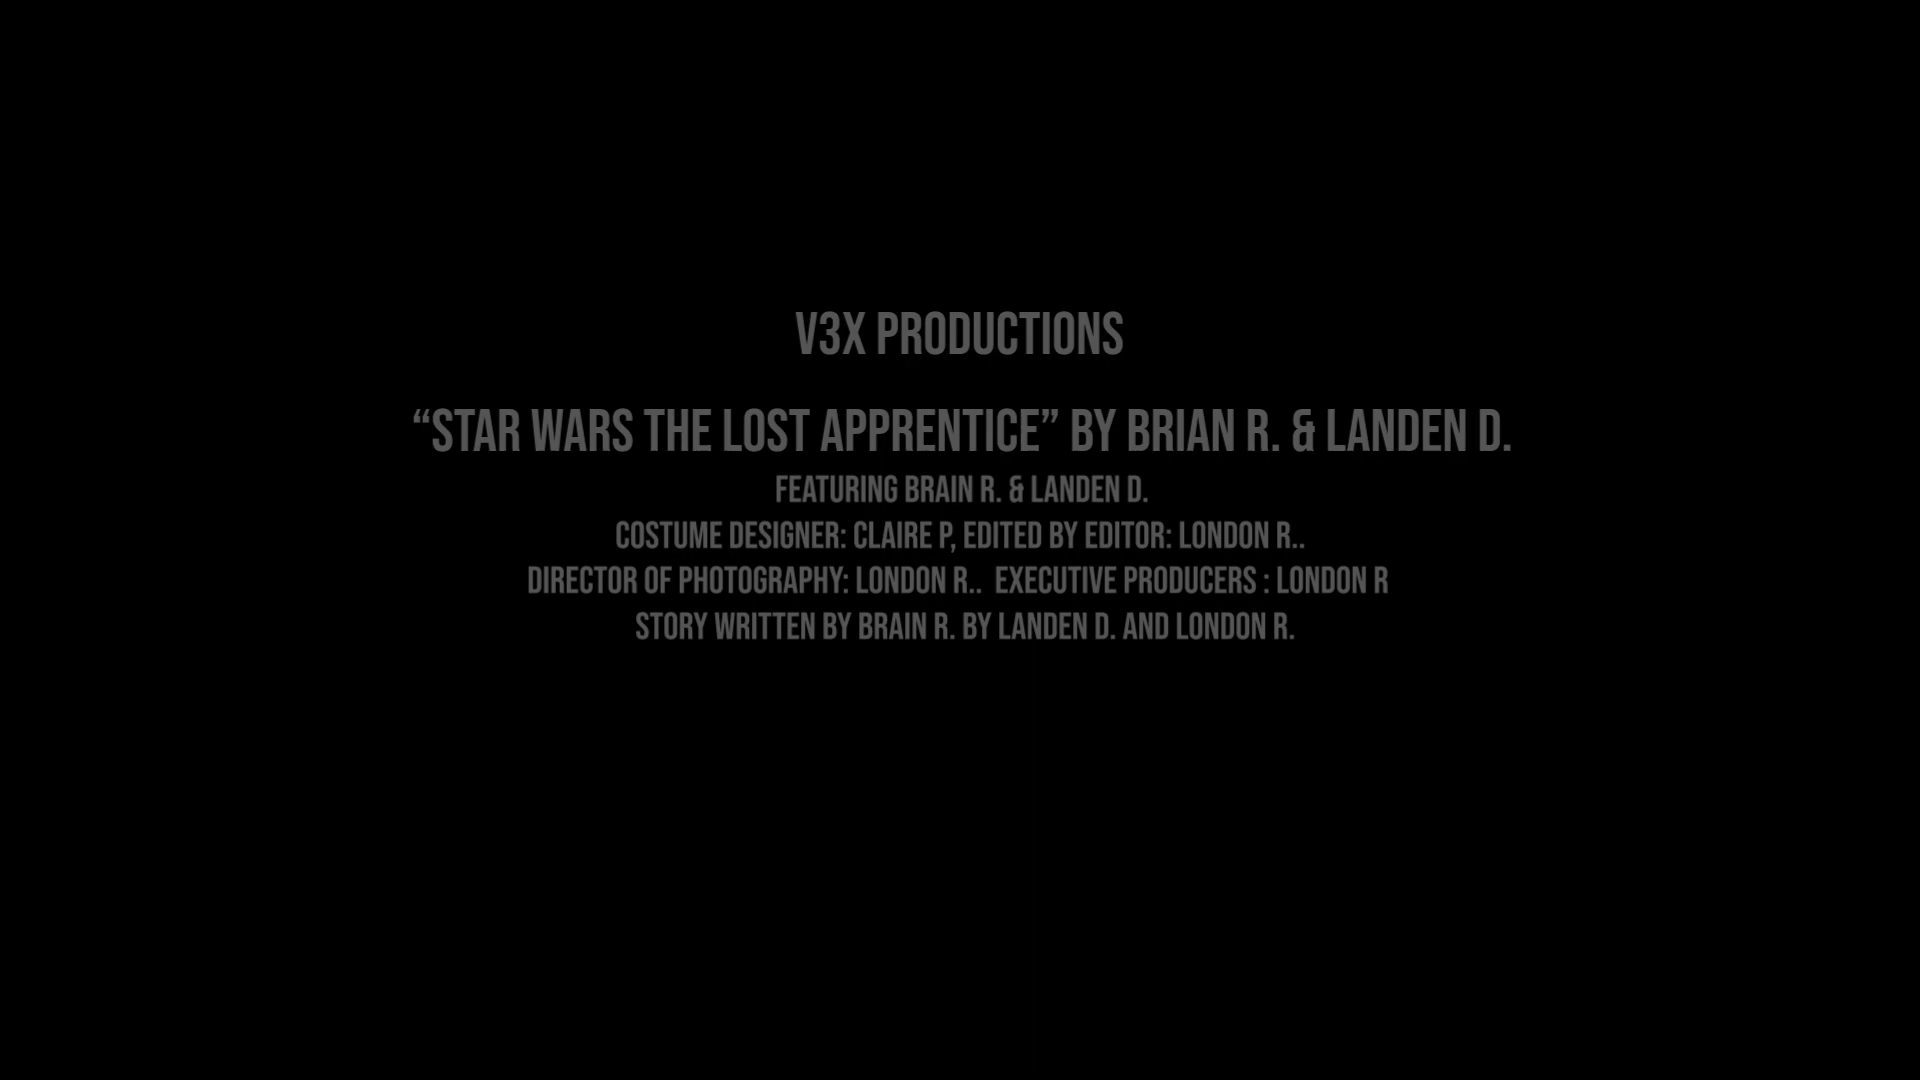 V3X PRODUCTIONS
“STAR WARS THE LOST APPRENTICE” BY BRIAN R. & LANDEN D.
FEATURING BRAIN R. & LANDEN D.
COSTUME DESIGNER: CLAIRE P, EDITED BY EDITOR: LONDON R..
DIRECTOR OF PHOTOGRAPHY: LONDON R..  EXECUTIVE PRODUCERS : LONDON R
STORY WRITTEN BY BRAIN R. BY LANDEN D. AND LONDON R.